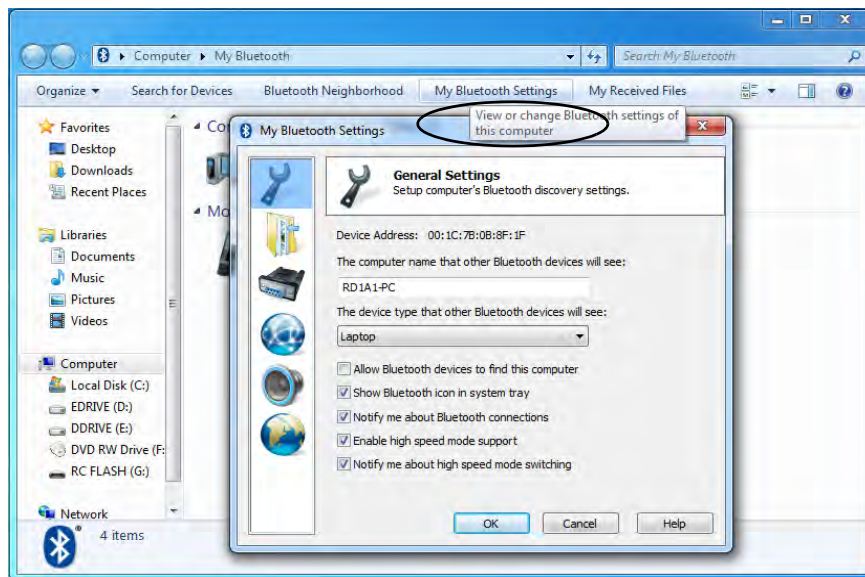 Computer ▸ My Bluetooth
Search My Bluetooth
Organize ▾ Search for Devices Bluetooth Neighborhood My Bluetooth Settings My Received Files
View or change Bluetooth settings of
this computer
Favorites
Desktop
Downloads
Recent Places
Libraries
Documents
Music
Pictures
Videos
Computer
Local Disk (C:)
EDRIVE (D:)
DDRIVE (E:)
DVD RW Drive (F:
RC FLASH (G:)
Network
4 items
Co
Mo
My Bluetooth Settings
General Settings
Setup computer's Bluetooth discovery settings.
Device Address: 00:1C:7B:0B:8F:1F
The computer name that other Bluetooth devices will see:
RD1A1-PC
The device type that other Bluetooth devices will see:
Laptop
Allow Bluetooth devices to find this computer
Show Bluetooth icon in system tray
Notify me about Bluetooth connections
Enable high speed mode support
Notify me about high speed mode switching
OK Cancel Help